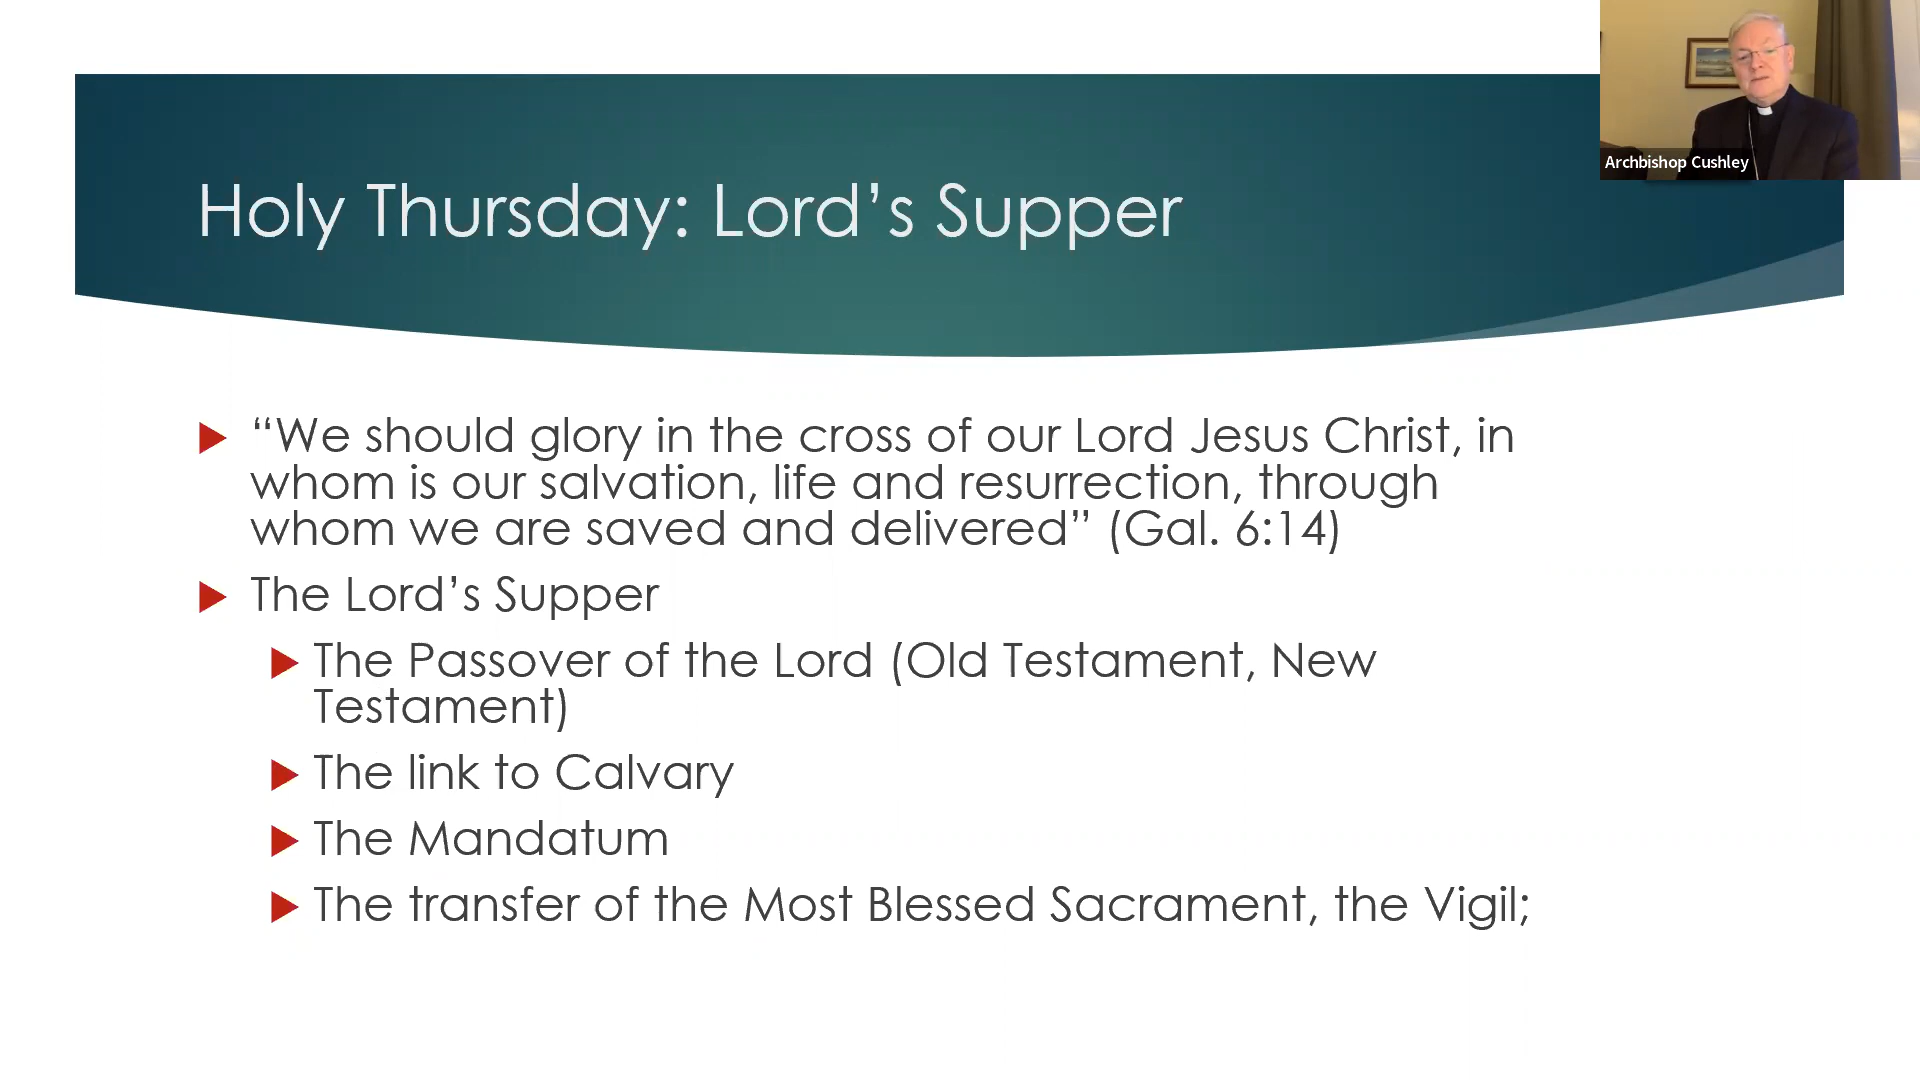 Archbishop Cushley
Holy Thursday: Lord’s Supper
“We should glory in the cross of our Lord Jesus Christ, in
whom is our salvation, life and resurrection, through
whom we are saved and delivered” (Gal. 6:14)
The Lord’s Supper
The Passover of the Lord (Old Testament, New
Testament)
The link to Calvary
The Mandatum
The transfer of the Most Blessed Sacrament, the Vigil;